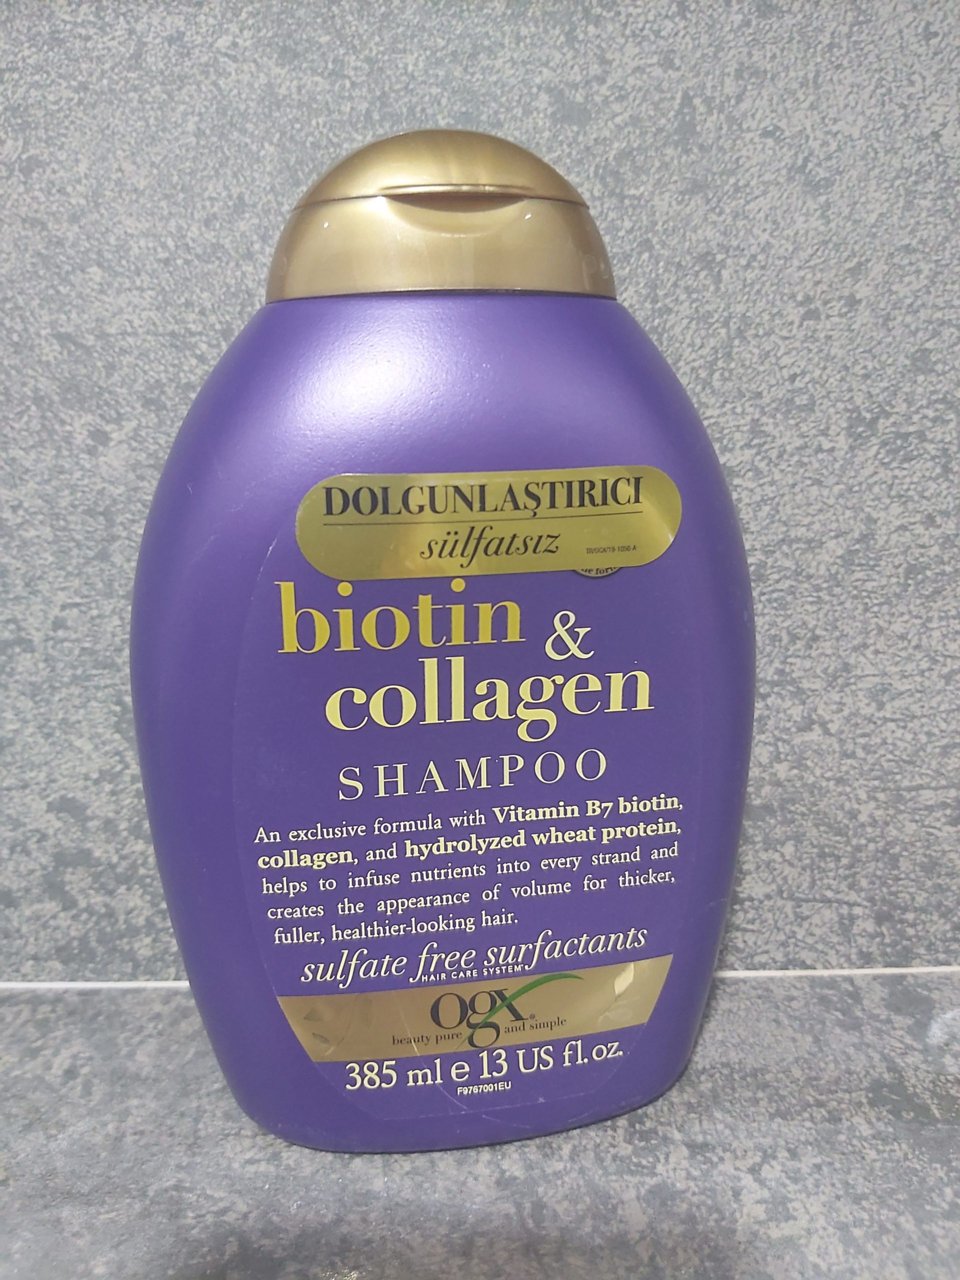 DOLGUNLAŞTIRICI
sülfatsız
biotin &
collagen
SHAMPOO
An exclusive formula with Vitamin B7 biotin,
collagen, and hydrolyzed wheat protein,
helps to infuse nutrients into every strand and
creates the appearance of volume for thicker,
fuller, healthier-looking hair.
sulfate free surfactants
HAIR CARE SYSTEM
ogx®
beauty pure and simple
385 ml e 13 US fl.oz.
F9767001EU